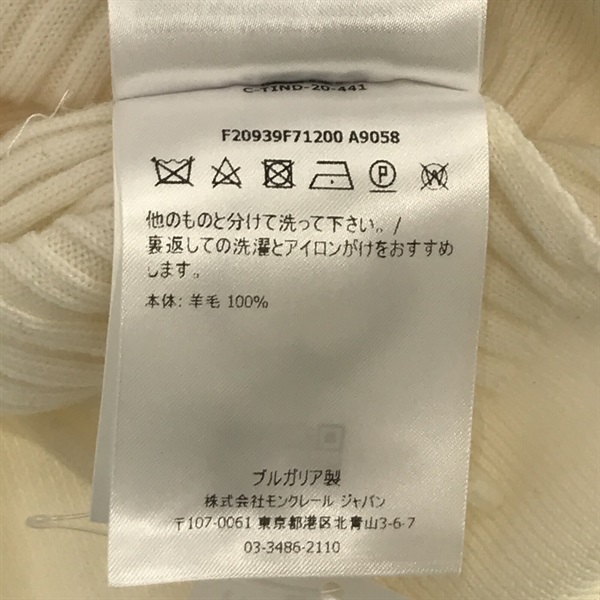 C-TIND-20-441
F20939F71200 A9058
他のものと分けて洗って下さい。/
裏返しての洗濯とアイロンがけをおすすめ
します。
本体: 羊毛 100%
ブルガリア製
株式会社モンクレール ジャパン
〒107-0061 東京都港区北青山3-6-7
03-3486-2110